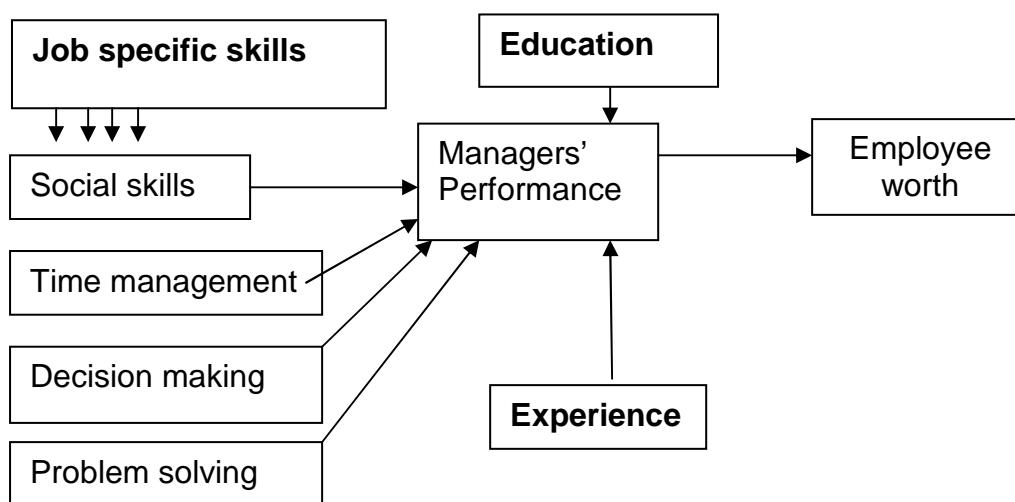 Job specific skills
Education
Managers’
Performance
Employee
worth
Social skills
Time management
Decision making
Experience
Problem solving